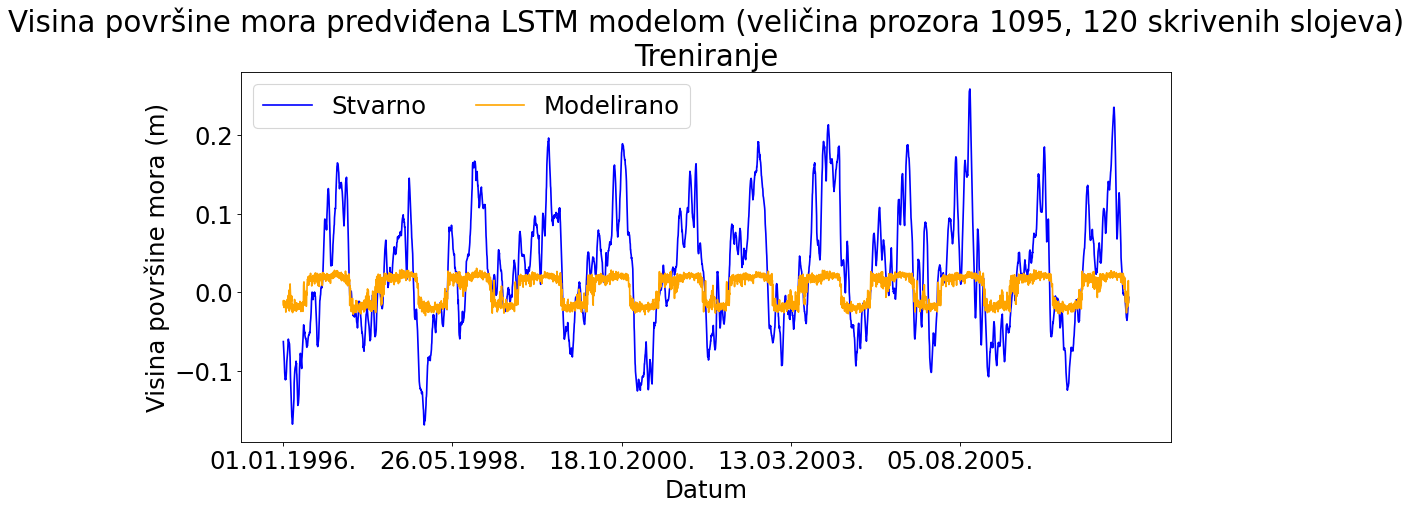 Visina površine mora predviđena LSTM modelom (veličina prozora 1095, 120 skrivenih slojeva)
Treniranje
Stvarno Modelirano
Visina površine mora (m)
0.2
0.1
0.0
−0.1
01.01.1996. 26.05.1998. 18.10.2000. 13.03.2003. 05.08.2005.
Datum